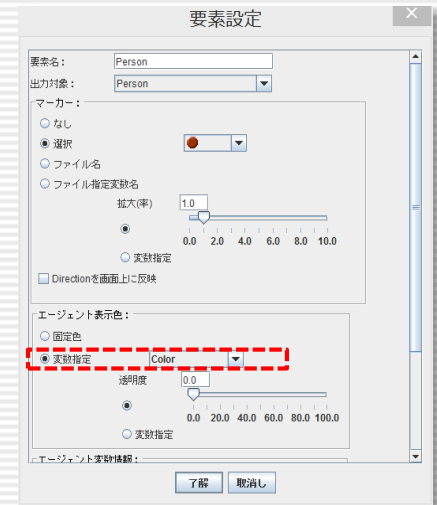 要素設定
×
要素名： Person
出力対象： Person
マーカー：
なし
選択
ファイル名
ファイル指定変数名
拡大(率) 1.0
0.0 2.0 4.0 6.0 8.0 10.0
変数指定
Directionを画面上に反映
エージェント表示色：
固定色
変数指定 Color
透明度 0.0
0.0 20.0 40.0 60.0 80.0 100.0
変数指定
エージェント変数情報：
了解 取消し